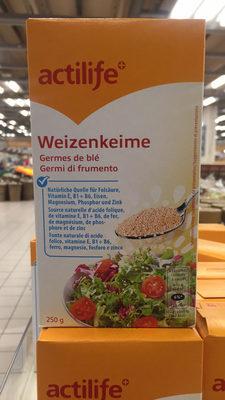 actilife+
Weizenkeime
Germes de blé
Germi di frumento
Natürliche Quelle für Folsäure,
Vitamin E, B1 + B6, Eisen,
Magnesium, Phosphor und Zink
Source naturelle d'acide folique,
de vitamine E, B1 + B6, de fer,
de magnesium, de phos-
phore et de zinc
Fonte naturale di acido
folico, vitamine E, B1 + B6,
ferro, magnesio, fosforo e zinco
250 g
actilife+